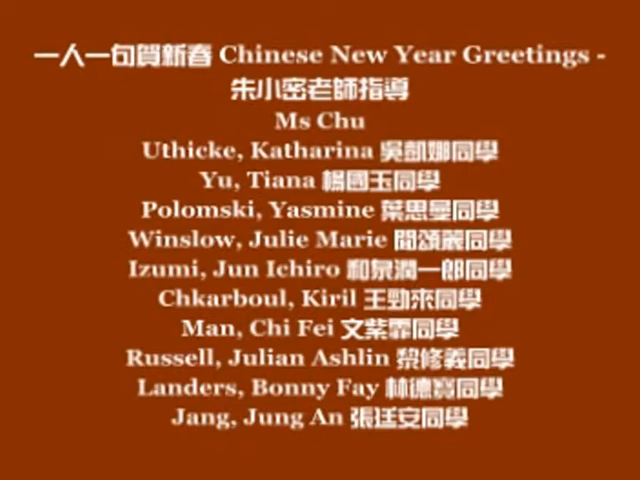 一人一句賀新春 Chinese New Year Greetings -
朱小密老師指導
Ms Chu
Uthicke, Katharina 吳凱娜同學
Yu, Tiana 楊國玉同學
Polomski, Yasmine 葉思曼同學
Winslow, Julie Marie 聞頌麗同學
Izumi, Jun Ichiro 和泉潤一郎同學
Chkarboul, Kiril 王勁來同學
Man, Chi Fei 文紫霏同學
Russell, Julian Ashlin 黎修義同學
Landers, Bonny Fay 林德寶同學
Jang, Jung An 張廷安同學